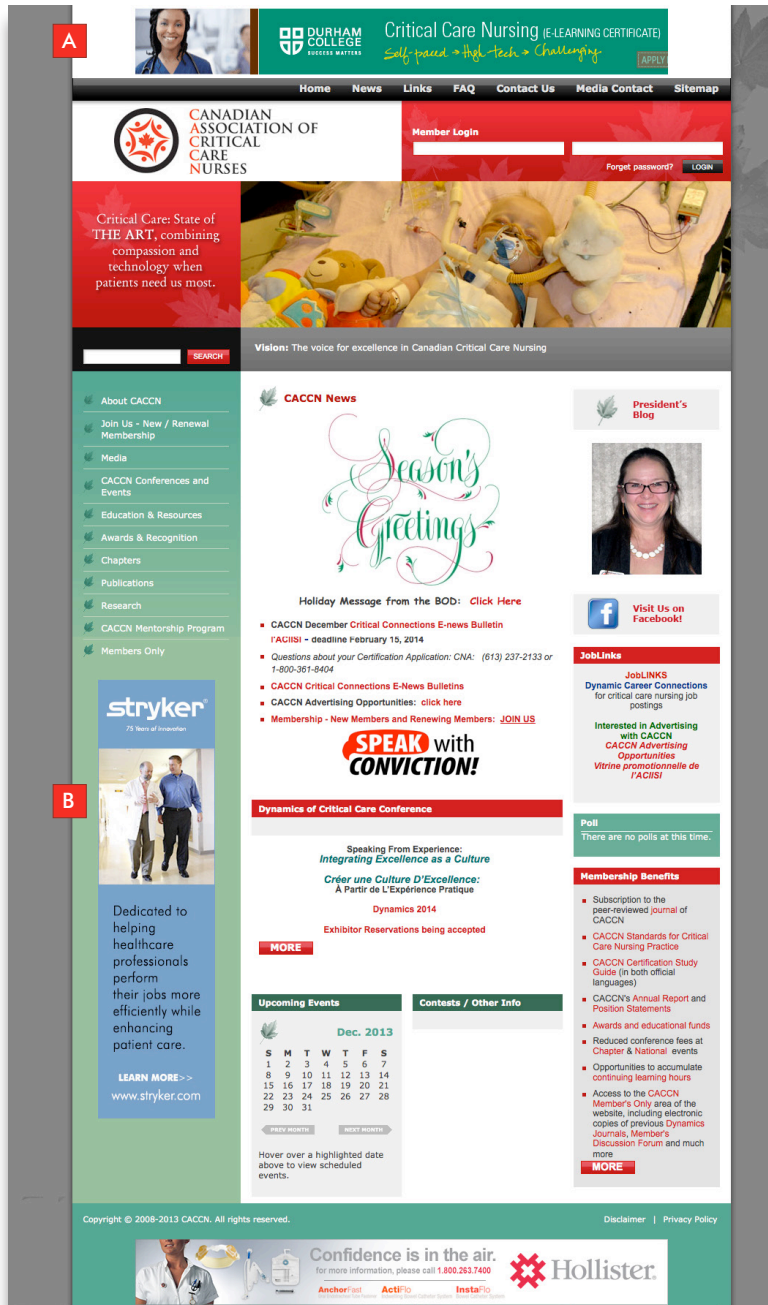 A
DURHAM
COLLEGE
SUCCESS MATTERS
Critical Care Nursing (E-LEARNING CERTIFICATE)
Self-paced → High-tech → Challenging
APPLY
Home News Links FAQ Contact Us Media Contact Sitemap
CANADIAN
ASSOCIATION OF
CRITICAL
CARE
NURSES
Member Login
Forget password? LOGIN
Critical Care: State of
THE ART, combining
compassion and
technology when
patients need us most.
SEARCH
Vision: The voice for excellence in Canadian Critical Care Nursing
About CACCN
Join Us - New / Renewal
Membership
Media
CACCN Conferences and
Events
Education & Resources
Awards & Recognition
Chapters
Publications
Research
CACCN Mentorship Program
Members Only
B
stryker®
75 Years of Innovation
Dedicated to
helping
healthcare
professionals
perform
their jobs more
efficiently while
enhancing
patient care.
LEARN MORE>>
www.stryker.com
CACCN News
Season's
Greetings
Holiday Message from the BOD: Click Here
CACCN December Critical Connections E-news Bulletin
l'ACIISI – deadline February 15, 2014
Questions about your Certification Application: CNA: (613) 237-2133 or
1-800-361-8404
CACCN Critical Connections E-News Bulletins
CACCN Advertising Opportunities: click here
Membership - New Members and Renewing Members: JOIN US
SPEAK with
CONVICTION!
Dynamics of Critical Care Conference
Speaking From Experience:
Integrating Excellence as a Culture
Créer une Culture D'Excellence:
À Partir de L'Expérience Pratique
Dynamics 2014
Exhibitor Reservations being accepted
MORE
Upcoming Events
Dec. 2013
S M T W T F S
1 2 3 4 5 6 7
8 9 10 11 12 13 14
15 16 17 18 19 20 21
22 23 24 25 26 27 28
29 30 31
PREV MONTH NEXT MONTH
Hover over a highlighted date
above to view scheduled
events.
Contests / Other Info
President's
Blog
Visit Us on
Facebook!
JobLinks
JobLINKS
Dynamic Career Connections
for critical care nursing job
postings
Interested in Advertising
with CACCN
CACCN Advertising
Opportunities
Vitrine promotionnelle de
l'ACIISI
Poll
There are no polls at this time.
Membership Benefits
Subscription to the
peer-reviewed journal of
CACCN
CACCN Standards for Critical
Care Nursing Practice
CACCN Certification Study
Guide (in both official
languages)
CACCN's Annual Report and
Position Statements
Awards and educational funds
Reduced conference fees at
Chapter & National events
Opportunities to accumulate
continuing learning hours
Access to the CACCN
Member's Only area of the
website, including electronic
copies of previous Dynamics
Journals, Member's
Discussion Forum and much
more
MORE
Copyright © 2008-2013 CACCN. All rights reserved.
Disclaimer | Privacy Policy
Confidence is in the air.
for more information, please call 1.800.263.7400
AnchorFast ActiFlo InstaFlo
Hollister.